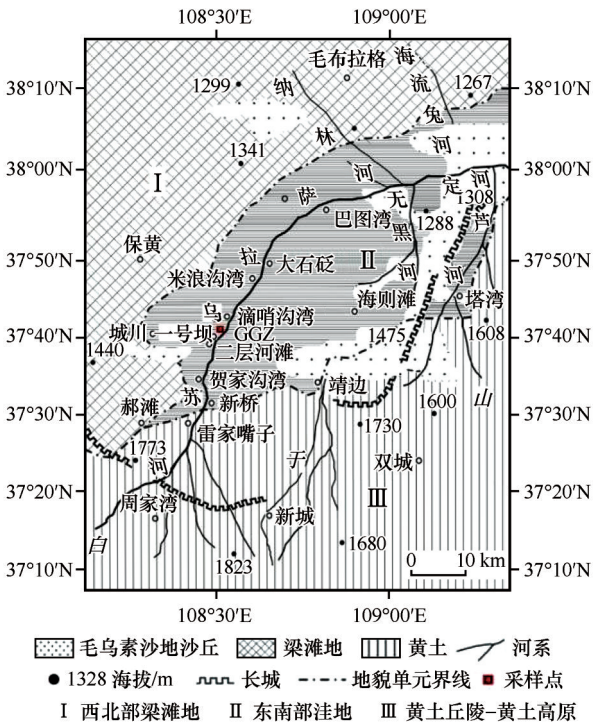 108°30′E 109°00′E
38°10′N 38°10′N
38°00′N 38°00′N
37°50′N 37°50′N
37°40′N 37°40′N
37°30′N 37°30′N
37°20′N 37°20′N
37°10′N 37°10′N
毛布拉格
海流兔河
纳林河
1299
1267
1341
Ⅰ
萨拉乌苏河
无定河
1308
巴图湾
1288
芦河
黑河
保黄
大石砭
Ⅱ
米浪沟湾
海则滩
塔湾
滴哨沟湾
城川
一号坝
GGZ
二层河滩
1475
1608
1440
贺家沟湾
靖边
山
郝滩
新桥
1600
雷家嘴子
1730
1773
于
双城
周家湾
Ⅲ
新城
白
1680
1823
0 10 km
108°30′E 109°00′E
毛乌素沙地沙丘 梁滩地 黄土 河系
1328 海拔/m 长城 地貌单元界线 采样点
Ⅰ 西北部梁滩地 Ⅱ 东南部洼地 Ⅲ 黄土丘陵-黄土高原